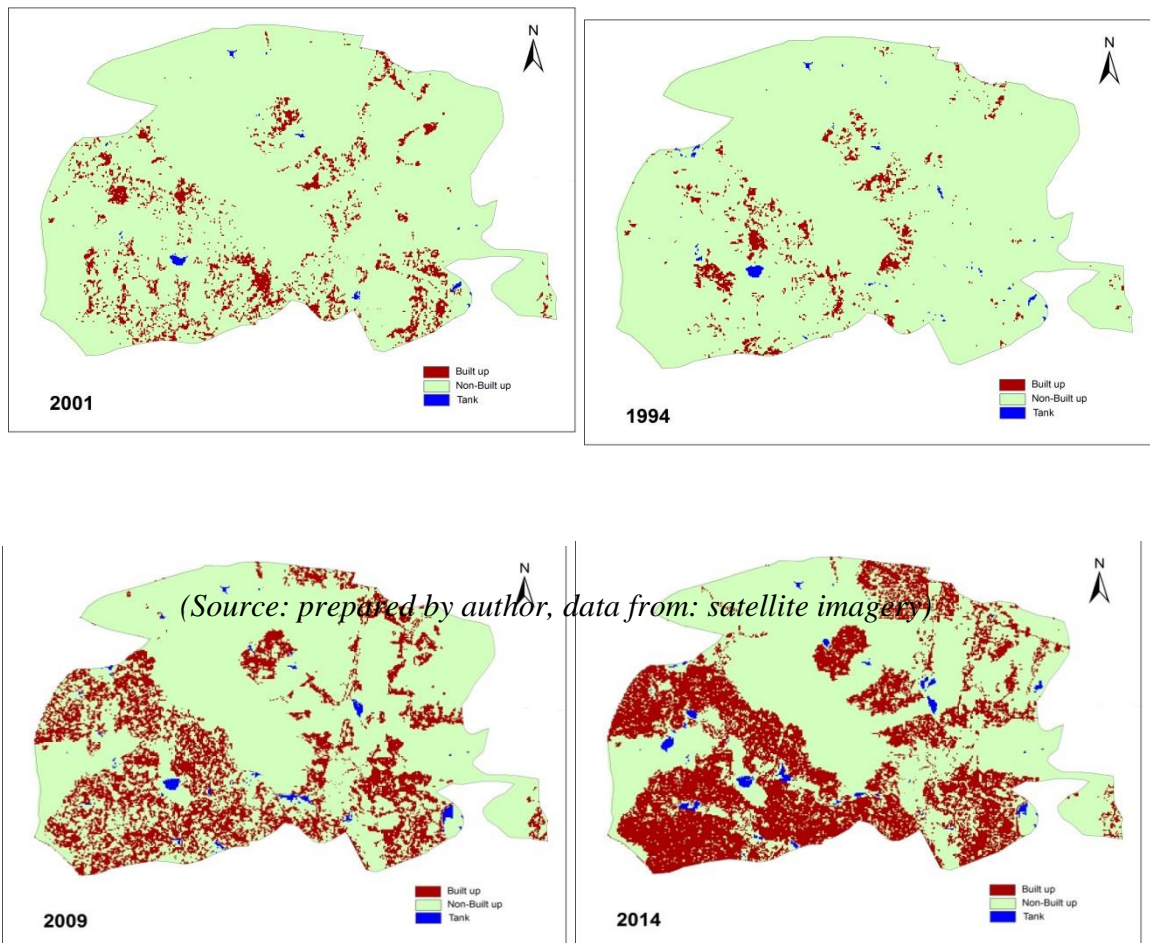 N
Built up
Non-Built up
Tank
2001
N
Built up
Non-Built up
Tank
1994
(Source: prepared by author, data from: satellite imagery)
N
Built up
Non-Built up
Tank
2009
N
Built up
Non-Built up
Tank
2014